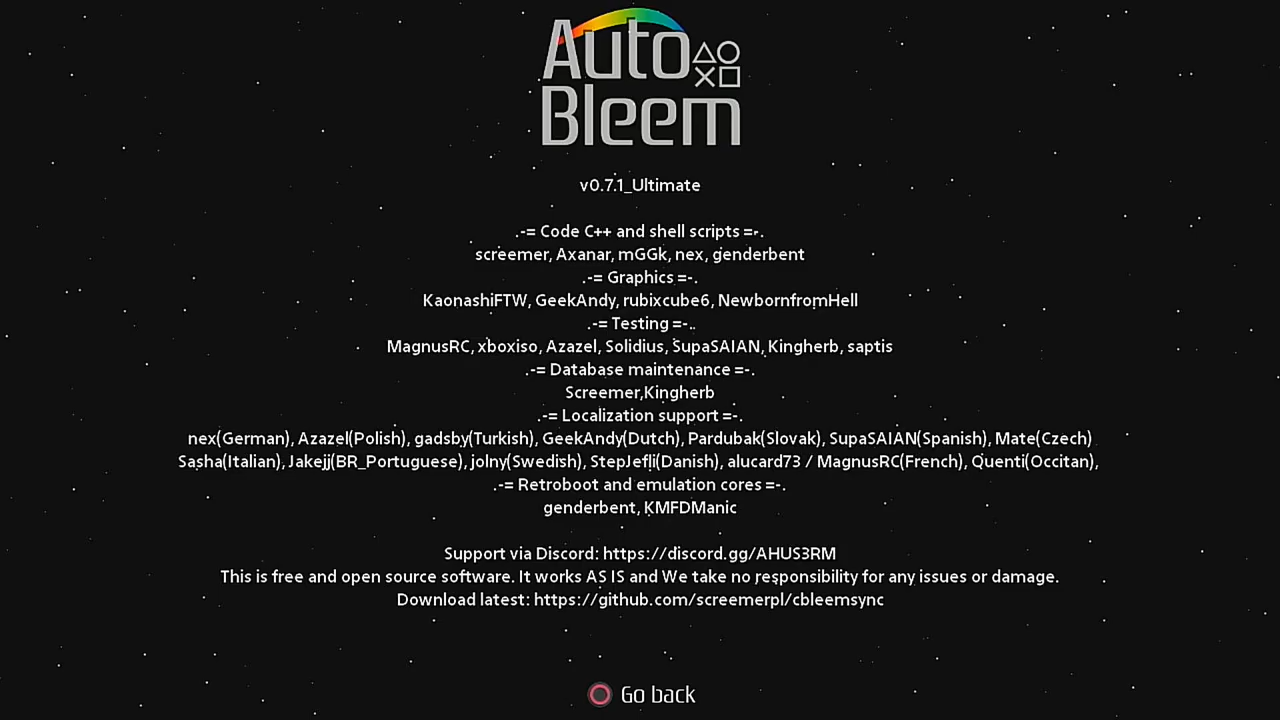 Auto
Bleem
v0.7.1_Ultimate
.-= Code C++ and shell scripts =-.
screemer, Axanar, mGGk, nex, genderbent
.-= Graphics =-.
KaonashiFTW, GeekAndy, rubixcube6, NewbornfromHell
.-= Testing =-..
MagnusRC, xboxiso, Azazel, Solidius, SupaSAIAN, Kingherb, saptis
.-= Database maintenance =-.
Screemer,Kingherb
.-= Localization support =-.
nex(German), Azazel(Polish), gadsby(Turkish), GeekAndy(Dutch), Pardubak(Slovak), SupaSAIAN(Spanish), Mate(Czech)
Sasha(Italian), Jakejj(BR_Portuguese), jolny(Swedish), StepJefli(Danish), alucard73 / MagnusRC(French), Quenti(Occitan),
.-= Retroboot and emulation cores =-.
genderbent, KMFDManic
Support via Discord: https://discord.gg/AHUS3RM
This is free and open source software. It works AS IS and We take no responsibility for any issues or damage.
Download latest: https://github.com/screemerpl/cbleemsync
Go back